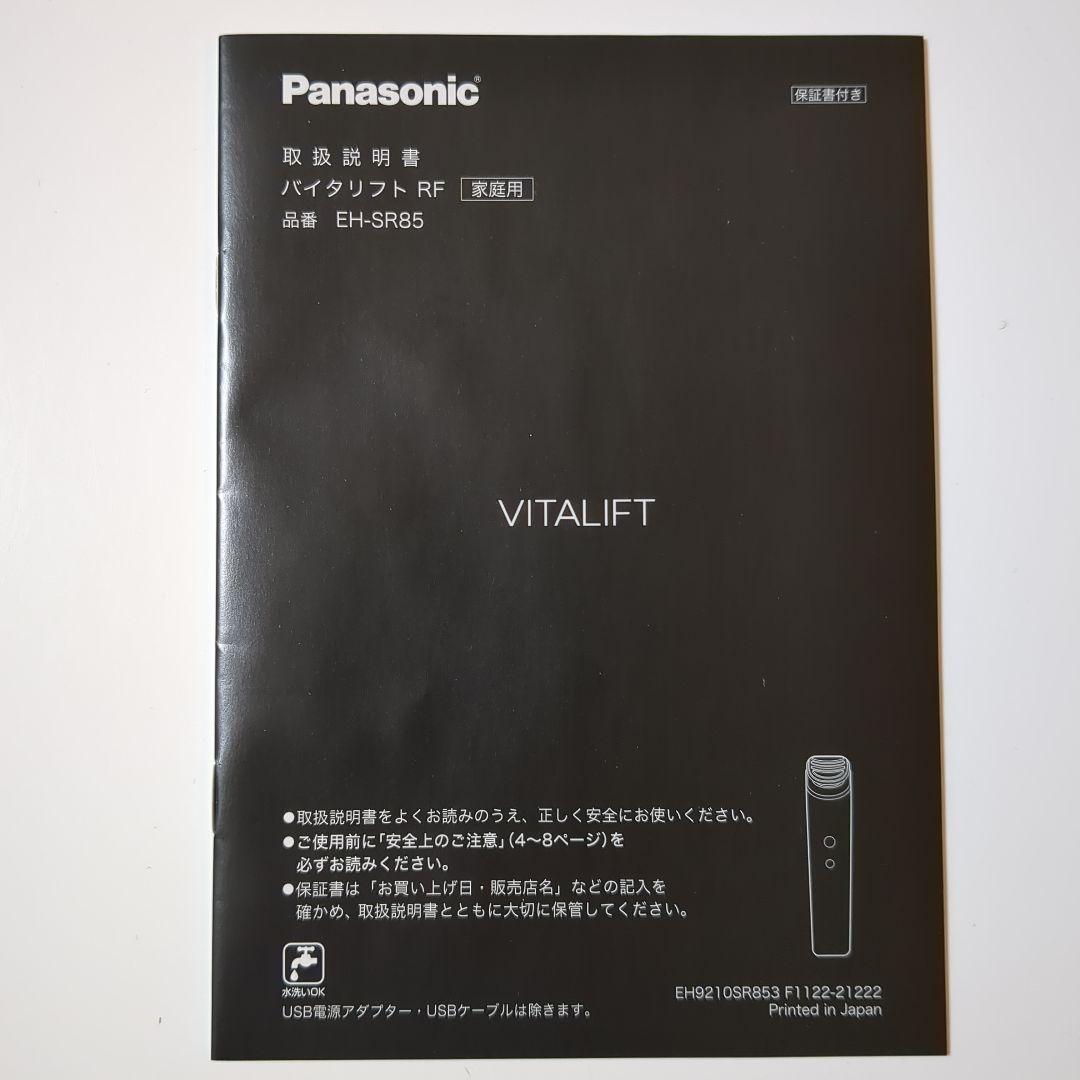 Panasonic®
保証書付き
取扱説明書
バイタリフト RF 家庭用
品番 EH-SR85
VITALIFT
●取扱説明書をよくお読みのうえ、正しく安全にお使いください。
●ご使用前に「安全上のご注意」(4～8ページ)を
必ずお読みください。
●保証書は「お買い上げ日・販売店名」などの記入を
確かめ、取扱説明書とともに大切に保管してください。
水洗いOK
USB電源アダプター・USBケーブルは除きます。
EH9210SR853 F1122-21222
Printed in Japan